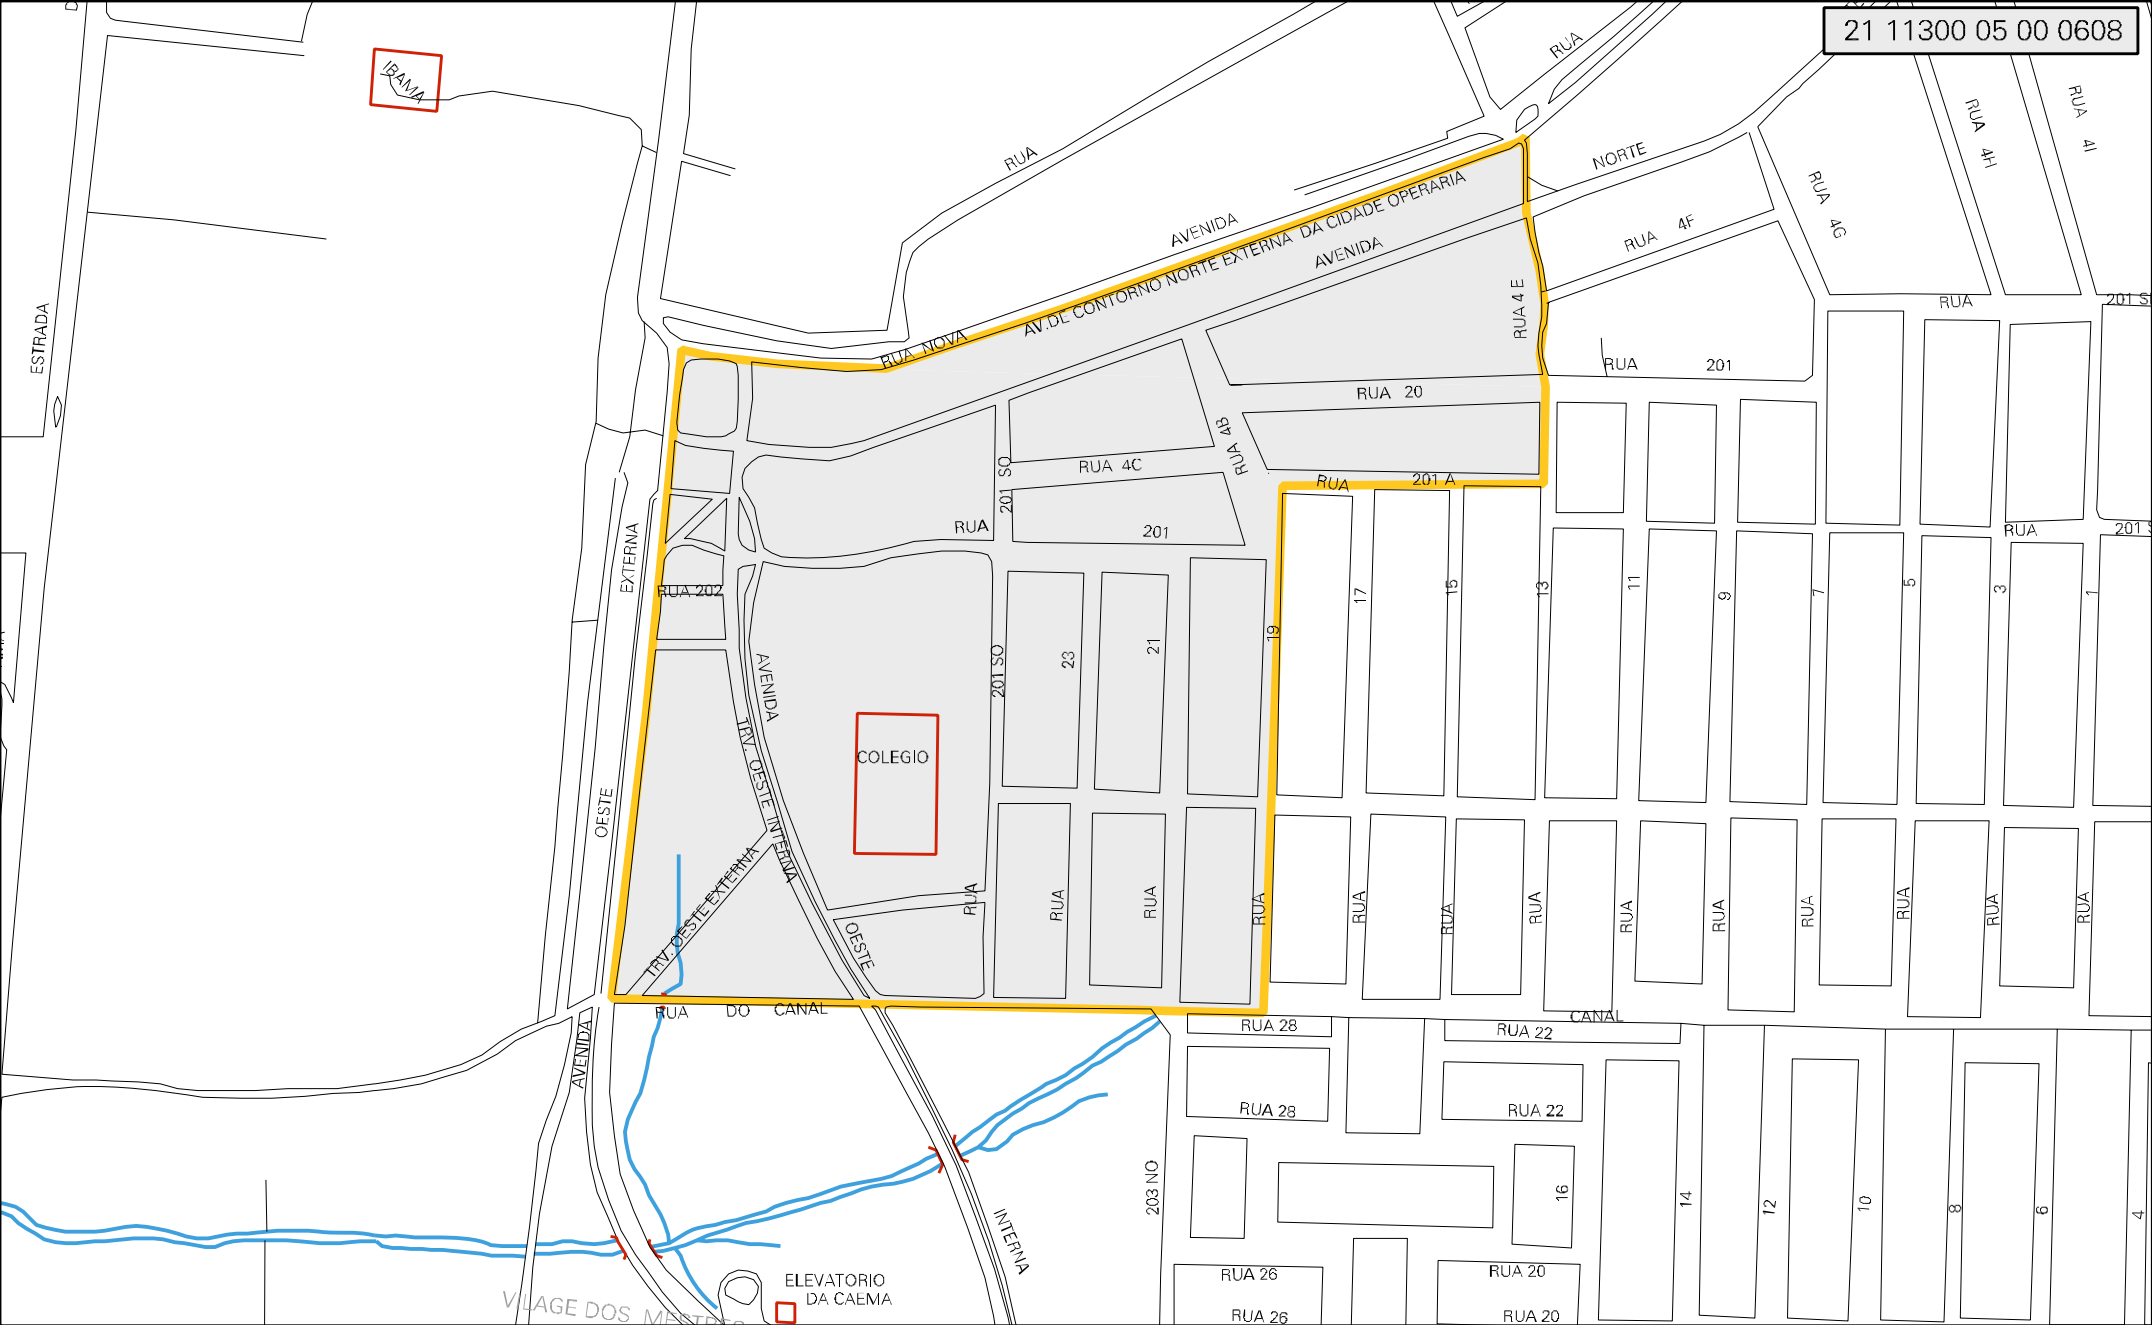 21 11300 05 00 0608
IBAMA
RUA
RUA
RUA 4H
RUA 4I
NORTE
RUA 4G
AVENIDA
AV.DE CONTORNO NORTE EXTERNA DA CIDADE OPERARIA
AVENIDA
RUA 4F
ESTRADA
RUA NOVA
RUA 4 E
RUA
201 S
RUA 201
RUA 20
RUA 4B
RUA 4C
201 SO
RUA 201 A
RUA 201
RUA
201 S
EXTERNA
RUA 202
17
15
13
11
9
7
5
3
1
19
21
23
201 SO
AVENIDA
COLEGIO
TRV. OESTE INTERNA
OESTE
TRV. OESTE EXTERNA
OESTE
RUA
RUA
RUA
RUA
RUA
RUA
RUA
RUA
RUA
RUA
RUA
RUA
RUA
RUA DO CANAL
CANAL
AVENIDA
RUA 28
RUA 22
RUA 28
RUA 22
203 NO
16
14
12
10
8
6
4
INTERNA
ELEVATORIO
DA CAEMA
VILAGE DOS MESTRES
RUA 26
RUA 20
RUA 26
RUA 20